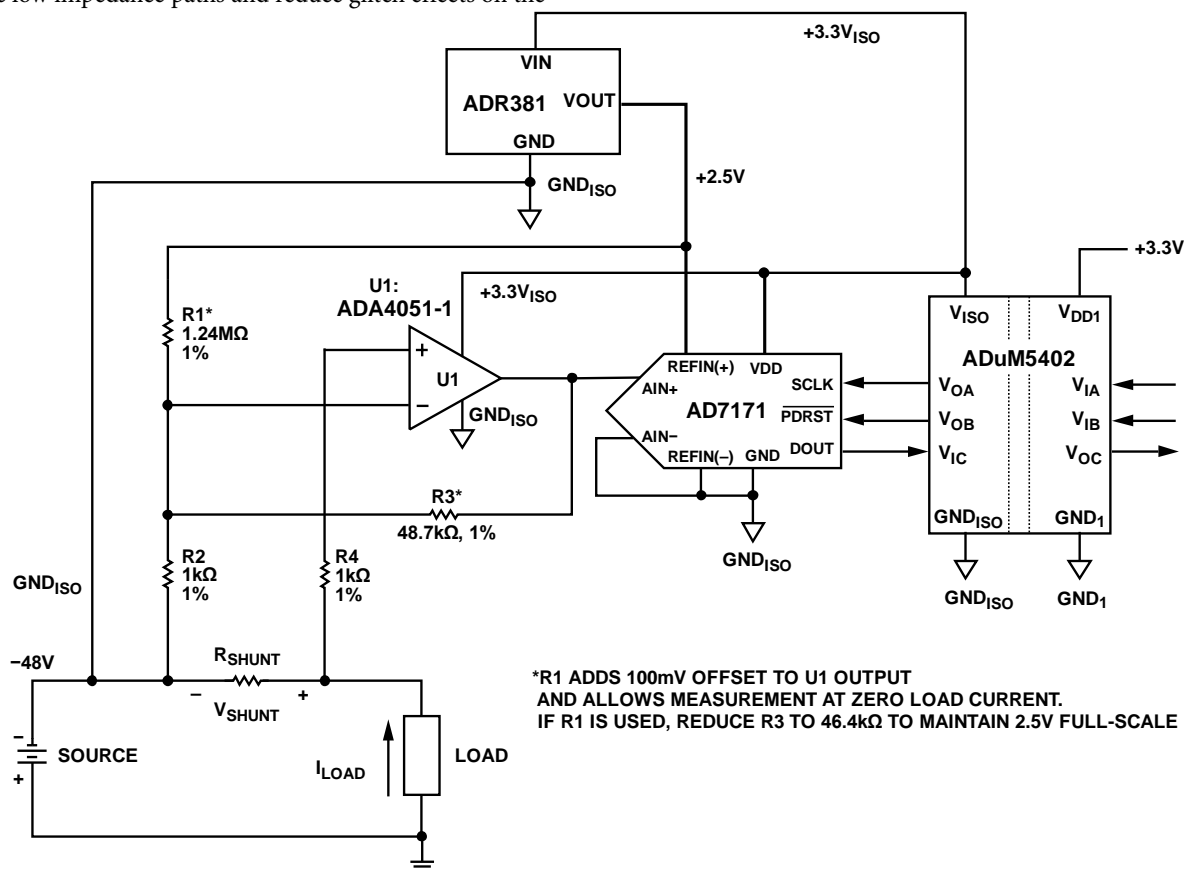 low impedance paths and reduce glitch effects on the
+3.3VISO
VIN
ADR381
VOUT
GND
GNDISO
+2.5V
+3.3V
U1:
ADA4051-1
+3.3VISO
R1*
1.24MΩ
1%
+
U1
−
GNDISO
REFIN(+)
VDD
AIN+
SCLK
AD7171
PDRST
AIN−
REFIN(−)
GND
DOUT
VISO
VDD1
ADuM5402
VOA
VIA
VOB
VIB
VIC
VOC
GNDISO
GND1
R3*
48.7kΩ, 1%
GNDISO
GNDISO
GND1
R2
1kΩ
1%
R4
1kΩ
1%
GNDISO
−48V
RSHUNT
−
+
VSHUNT
−
SOURCE
+
ILOAD
LOAD
*R1 ADDS 100mV OFFSET TO U1 OUTPUT
AND ALLOWS MEASUREMENT AT ZERO LOAD CURRENT.
IF R1 IS USED, REDUCE R3 TO 46.4kΩ TO MAINTAIN 2.5V FULL-SCALE